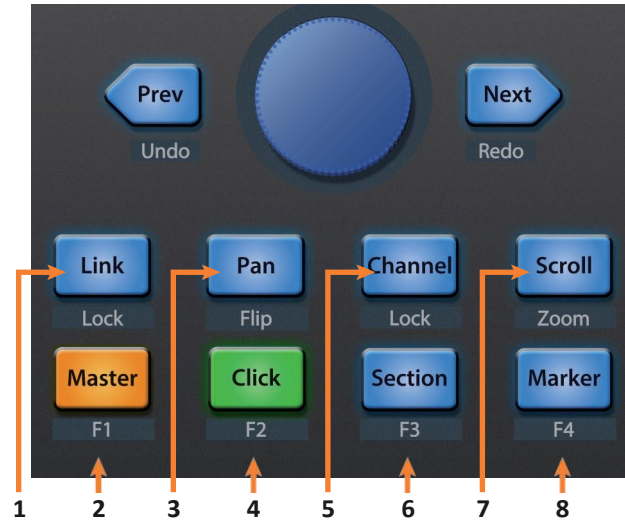 Prev Next
Undo Redo
Link Pan Channel Scroll
Lock Flip Lock Zoom
Master Click Section Marker
F1 F2 F3 F4
1 2 3 4 5 6 7 8